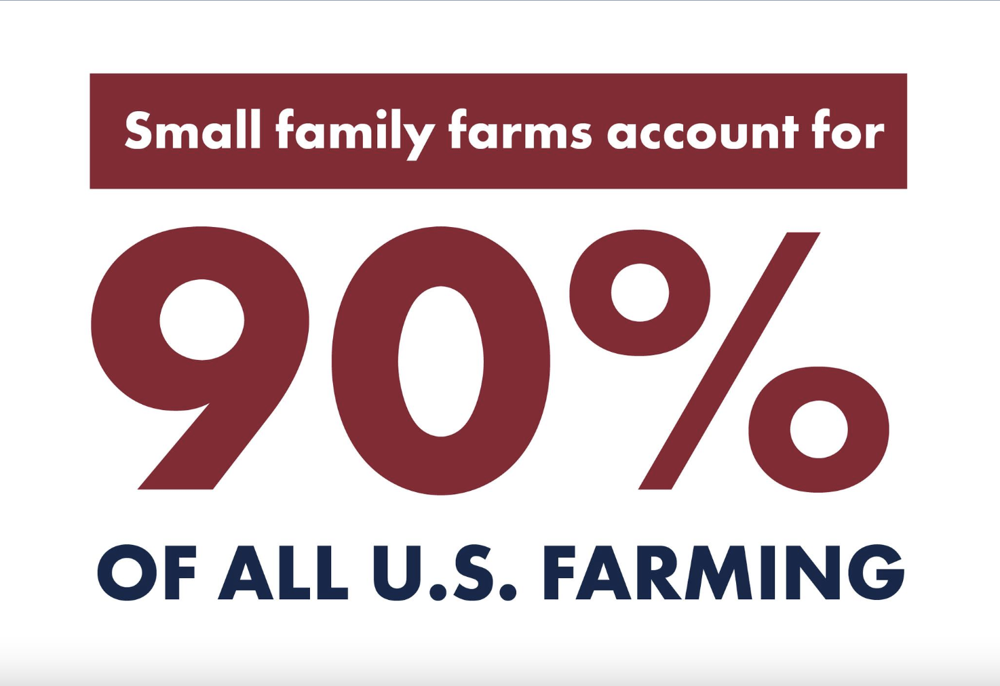 Small family farms account for
90%
OF ALL U.S. FARMING